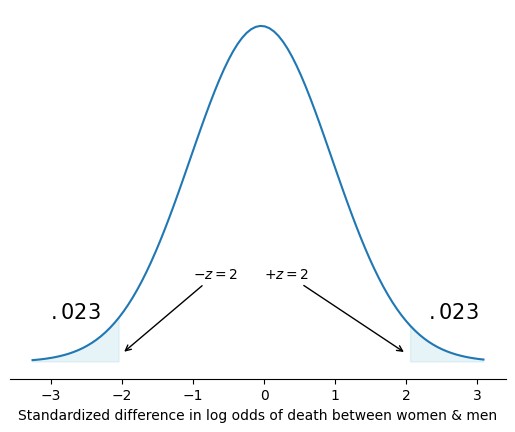 −z = 2 +z = 2
.023 .023
−3 −2 −1 0 1 2 3
Standardized difference in log odds of death between women & men